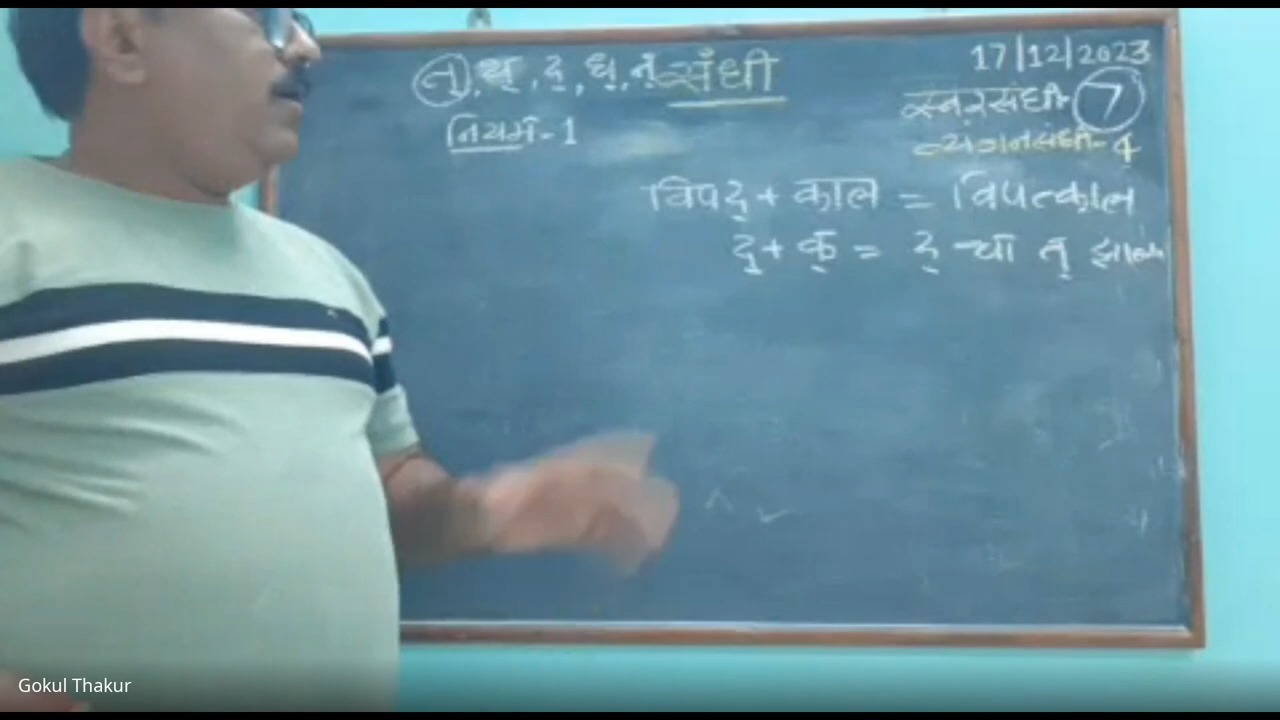 त्, थ्, द्, ध्, न् संधी
17/12/2023
स्वरसंधी-7
व्यंजनसंधी-4
नियम-1
विपद् + काल = विपत्काल
द् + क् = द् चा त् झाला
Gokul Thakur